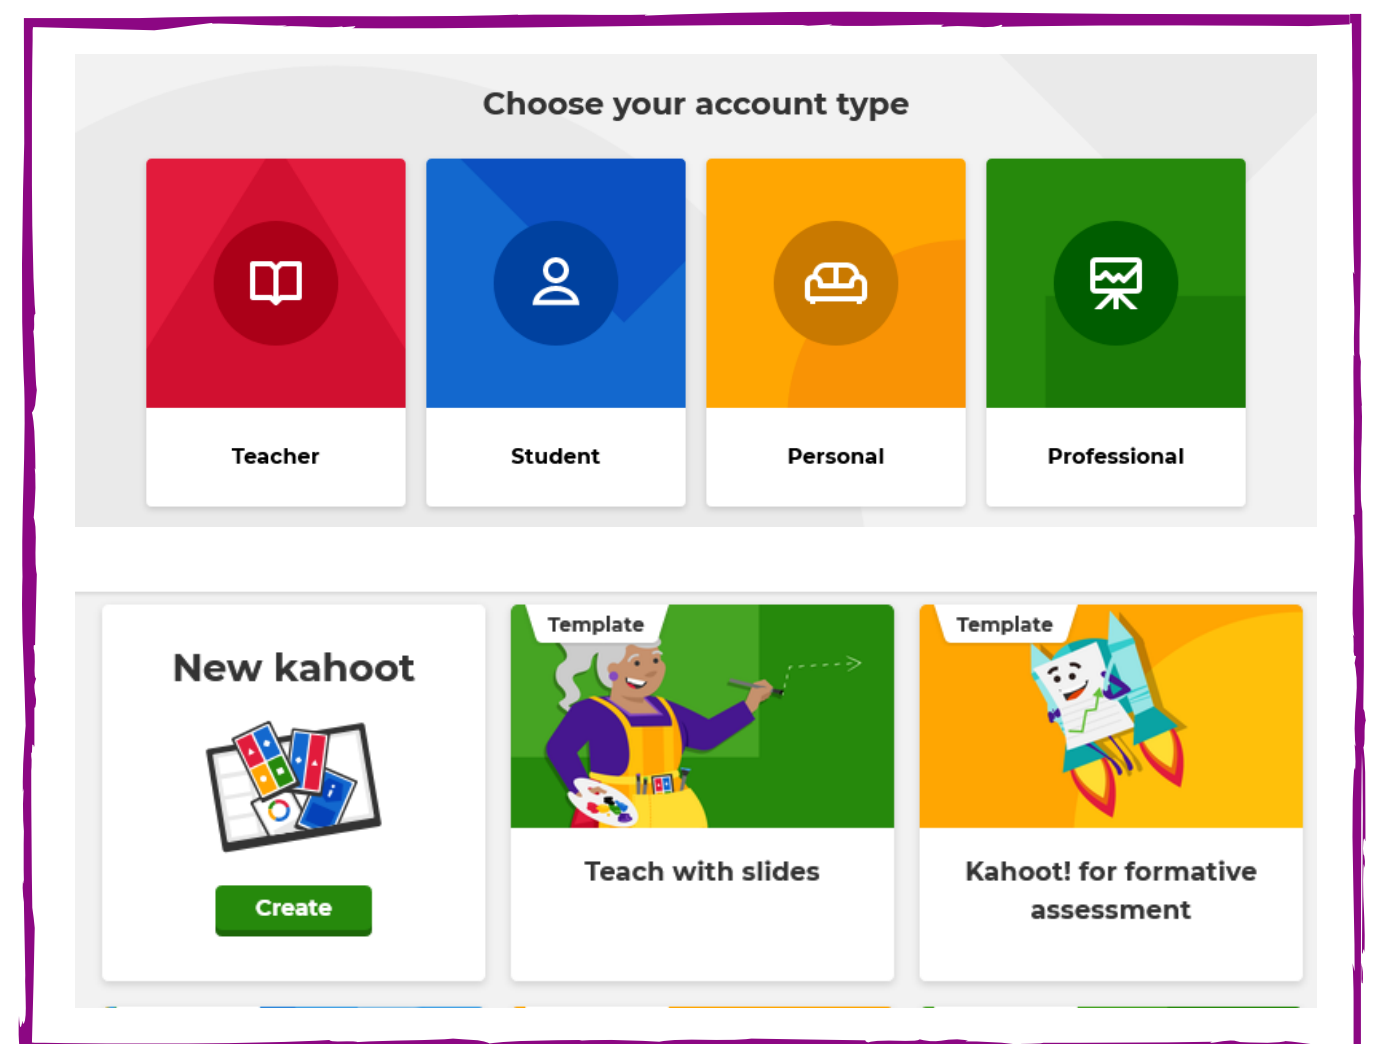 Choose your account type
Teacher
Student
Personal
Professional
New kahoot
Create
Template
Teach with slides
Template
Kahoot! for formative
assessment